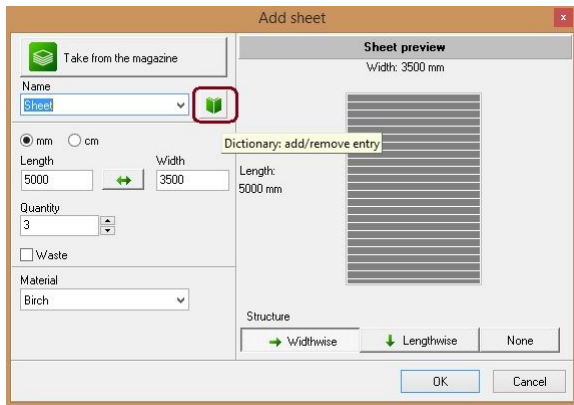 Add sheet
x
Take from the magazine
Name
Sheet
Dictionary: add/remove entry
mm
cm
Length
Width
5000
3500
Quantity
3
Waste
Material
Birch
Sheet preview
Width: 3500 mm
Length:
5000 mm
Structure
Widthwise
Lengthwise
None
OK
Cancel